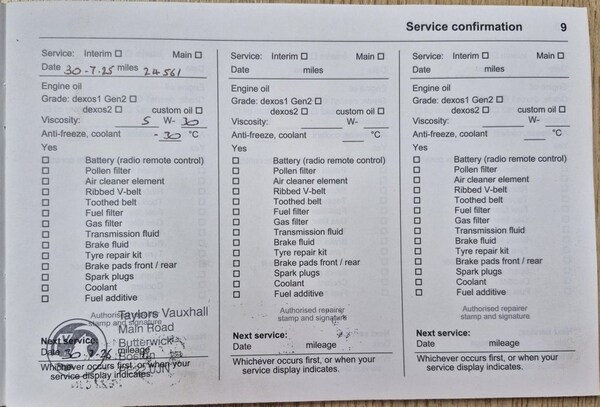 Service confirmation 9
Service: Interim ☐ Main ☐
Date 30-7-25 miles 24561
Engine oil
Grade: dexos1 Gen2 ☐
dexos2 ☐ custom oil ☐
Viscosity: 5 W- 30
Anti-freeze, coolant -30 °C
Yes
☐ Battery (radio remote control)
☐ Pollen filter
☐ Air cleaner element
☐ Ribbed V-belt
☐ Toothed belt
☐ Fuel filter
☐ Gas filter
☐ Transmission fluid
☐ Brake fluid
☐ Tyre repair kit
☐ Brake pads front / rear
☐ Spark plugs
☐ Coolant
☐ Fuel additive
Authorised repairer
stamp and signature
Taylors Vauxhall
Main Road
Butterwick
Boston
Next service:
Date 30-7-26 mileage
Whichever occurs first, or when your
service display indicates.
Service: Interim ☐ Main ☐
Date miles
Engine oil
Grade: dexos1 Gen2 ☐
dexos2 ☐ custom oil ☐
Viscosity: W-
Anti-freeze, coolant °C
Yes
☐ Battery (radio remote control)
☐ Pollen filter
☐ Air cleaner element
☐ Ribbed V-belt
☐ Toothed belt
☐ Fuel filter
☐ Gas filter
☐ Transmission fluid
☐ Brake fluid
☐ Tyre repair kit
☐ Brake pads front / rear
☐ Spark plugs
☐ Coolant
☐ Fuel additive
Authorised repairer
stamp and signature
Next service:
Date mileage
Whichever occurs first, or when your
service display indicates.
Service: Interim ☐ Main ☐
Date miles
Engine oil
Grade: dexos1 Gen2 ☐
dexos2 ☐ custom oil ☐
Viscosity: W-
Anti-freeze, coolant °C
Yes
☐ Battery (radio remote control)
☐ Pollen filter
☐ Air cleaner element
☐ Ribbed V-belt
☐ Toothed belt
☐ Fuel filter
☐ Gas filter
☐ Transmission fluid
☐ Brake fluid
☐ Tyre repair kit
☐ Brake pads front / rear
☐ Spark plugs
☐ Coolant
☐ Fuel additive
Authorised repairer
stamp and signature
Next service:
Date mileage
Whichever occurs first, or when your
service display indicates.